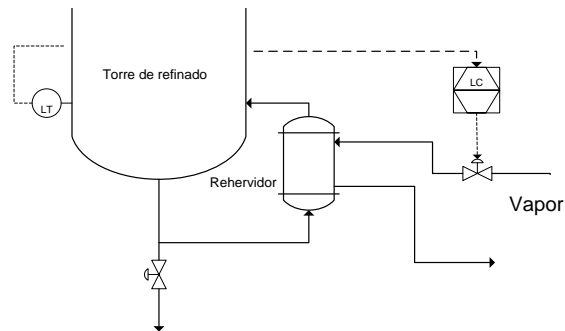 Torre de refinado
LC
LT
Rehervidor
Vapor